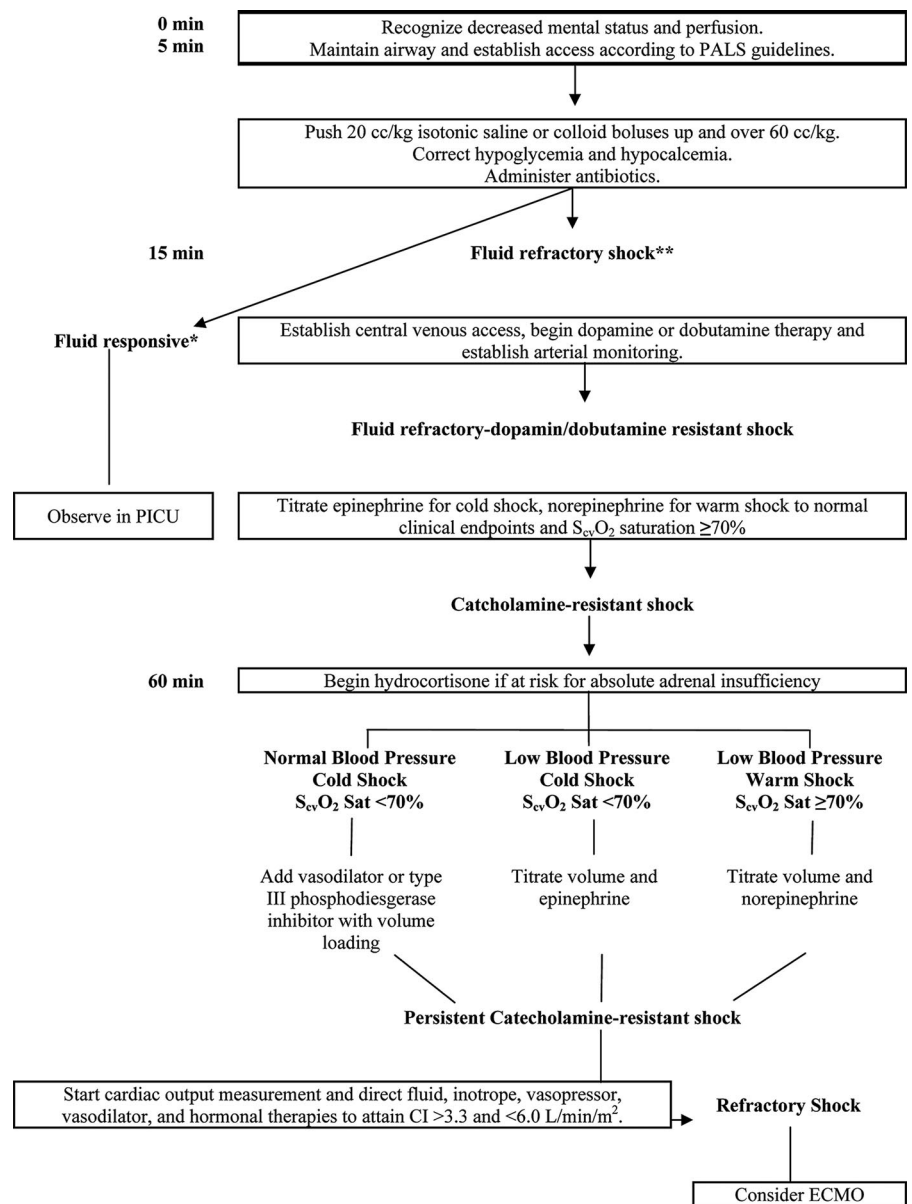 0 min
5 min
Recognize decreased mental status and perfusion.
Maintain airway and establish access according to PALS guidelines.
Push 20 cc/kg isotonic saline or colloid boluses up and over 60 cc/kg.
Correct hypoglycemia and hypocalcemia.
Administer antibiotics.
15 min
Fluid refractory shock**
Fluid responsive*
Establish central venous access, begin dopamine or dobutamine therapy and
establish arterial monitoring.
Fluid refractory-dopamin/dobutamine resistant shock
Observe in PICU
Titrate epinephrine for cold shock, norepinephrine for warm shock to normal
clinical endpoints and ScvO2 saturation ≥70%
Catcholamine-resistant shock
60 min
Begin hydrocortisone if at risk for absolute adrenal insufficiency
Normal Blood Pressure
Cold Shock
ScvO2 Sat <70%
Low Blood Pressure
Cold Shock
ScvO2 Sat <70%
Low Blood Pressure
Warm Shock
ScvO2 Sat ≥70%
Add vasodilator or type
III phosphodiesgerase
inhibitor with volume
loading
Titrate volume and
epinephrine
Titrate volume and
norepinephrine
Persistent Catecholamine-resistant shock
Start cardiac output measurement and direct fluid, inotrope, vasopressor,
vasodilator, and hormonal therapies to attain CI >3.3 and <6.0 L/min/m2.
Refractory Shock
Consider ECMO